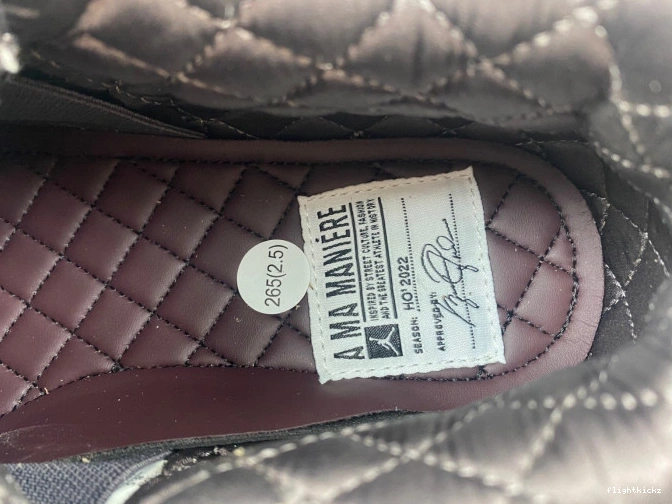 265(2.5)
A MA MANIÉRE
INSPIRED BY STREET CULTURE, FASHION
AND THE GREATEST ATHLETE IN HISTORY
SEASON: HO' 2022
APPROVED BY:
flightkickz